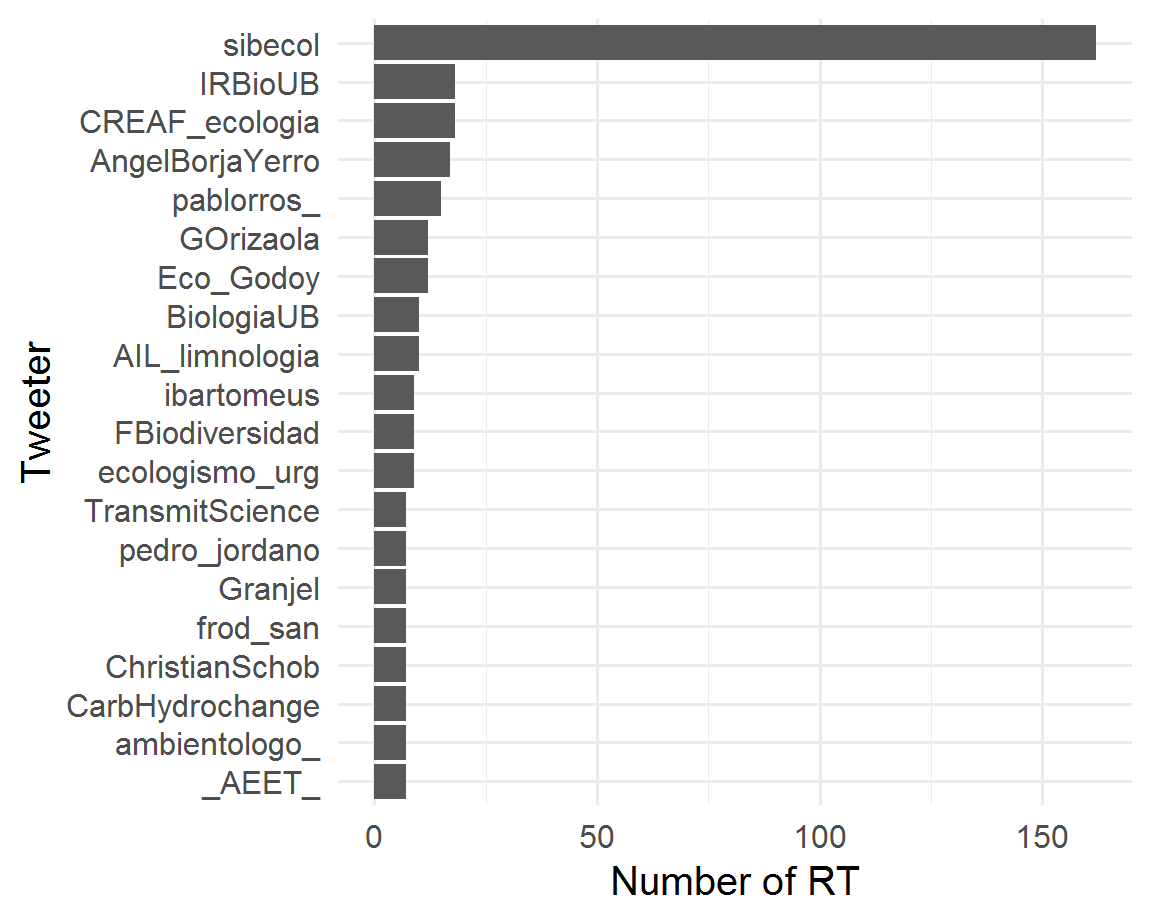 sibecol
IRBioUB
CREAF_ecologia
AngelBorjaYerro
pablorros_
GOrizaola
Eco_Godoy
BiologiaUB
AIL_limnologia
ibartomeus
FBiodiversidad
ecologismo_urg
TransmitScience
pedro_jordano
Granjel
frod_san
ChristianSchob
CarbHydrochange
ambientologo_
_AEET_
Tweeter
0 50 100 150
Number of RT